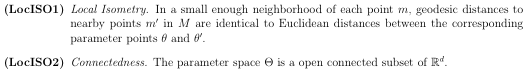 (LocISO1) Local Isometry. In a small enough neighborhood of each point m, geodesic distances to
nearby points m′ in M are identical to Euclidean distances between the corresponding
parameter points θ and θ′.
(LocISO2) Connectedness. The parameter space Θ is a open connected subset of ℝᵈ.